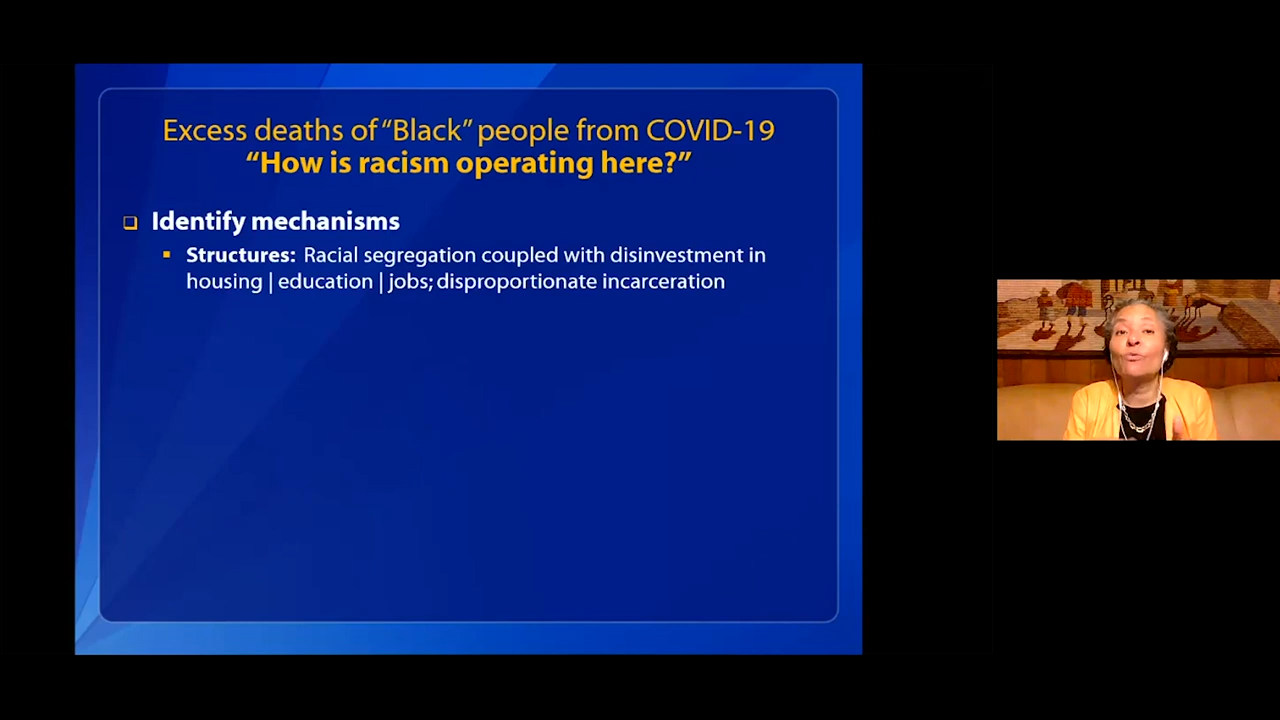 Excess deaths of “Black” people from COVID-19
“How is racism operating here?”
❑ Identify mechanisms
▪ Structures: Racial segregation coupled with disinvestment in
housing | education | jobs; disproportionate incarceration